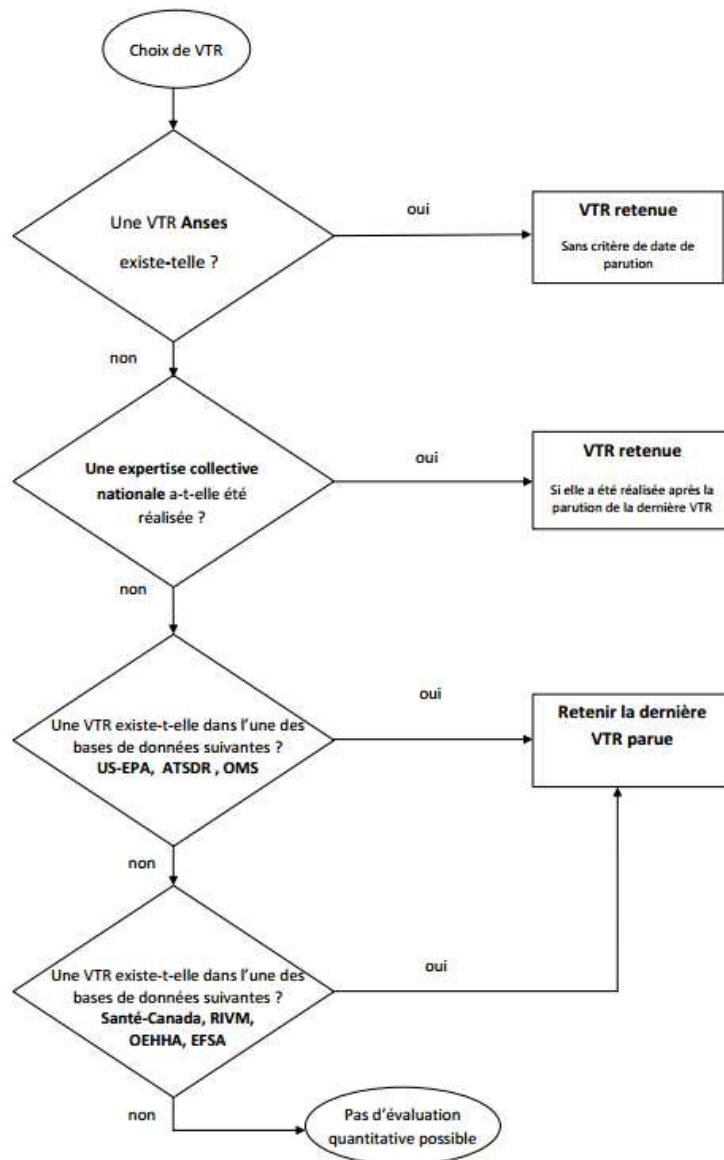 Choix de VTR
Une VTR Anses
existe-telle ?
oui
VTR retenue
Sans critère de date de
parution
non
Une expertise collective
nationale a-t-elle été
réalisée ?
oui
VTR retenue
Si elle a été réalisée après la
parution de la dernière VTR
non
Une VTR existe-t-elle dans l’une des
bases de données suivantes ?
US-EPA, ATSDR , OMS
oui
Retenir la dernière
VTR parue
non
Une VTR existe-t-elle dans l’une des
bases de données suivantes ?
Santé-Canada, RIVM,
OEHHA, EFSA
oui
non
Pas d’évaluation
quantitative possible